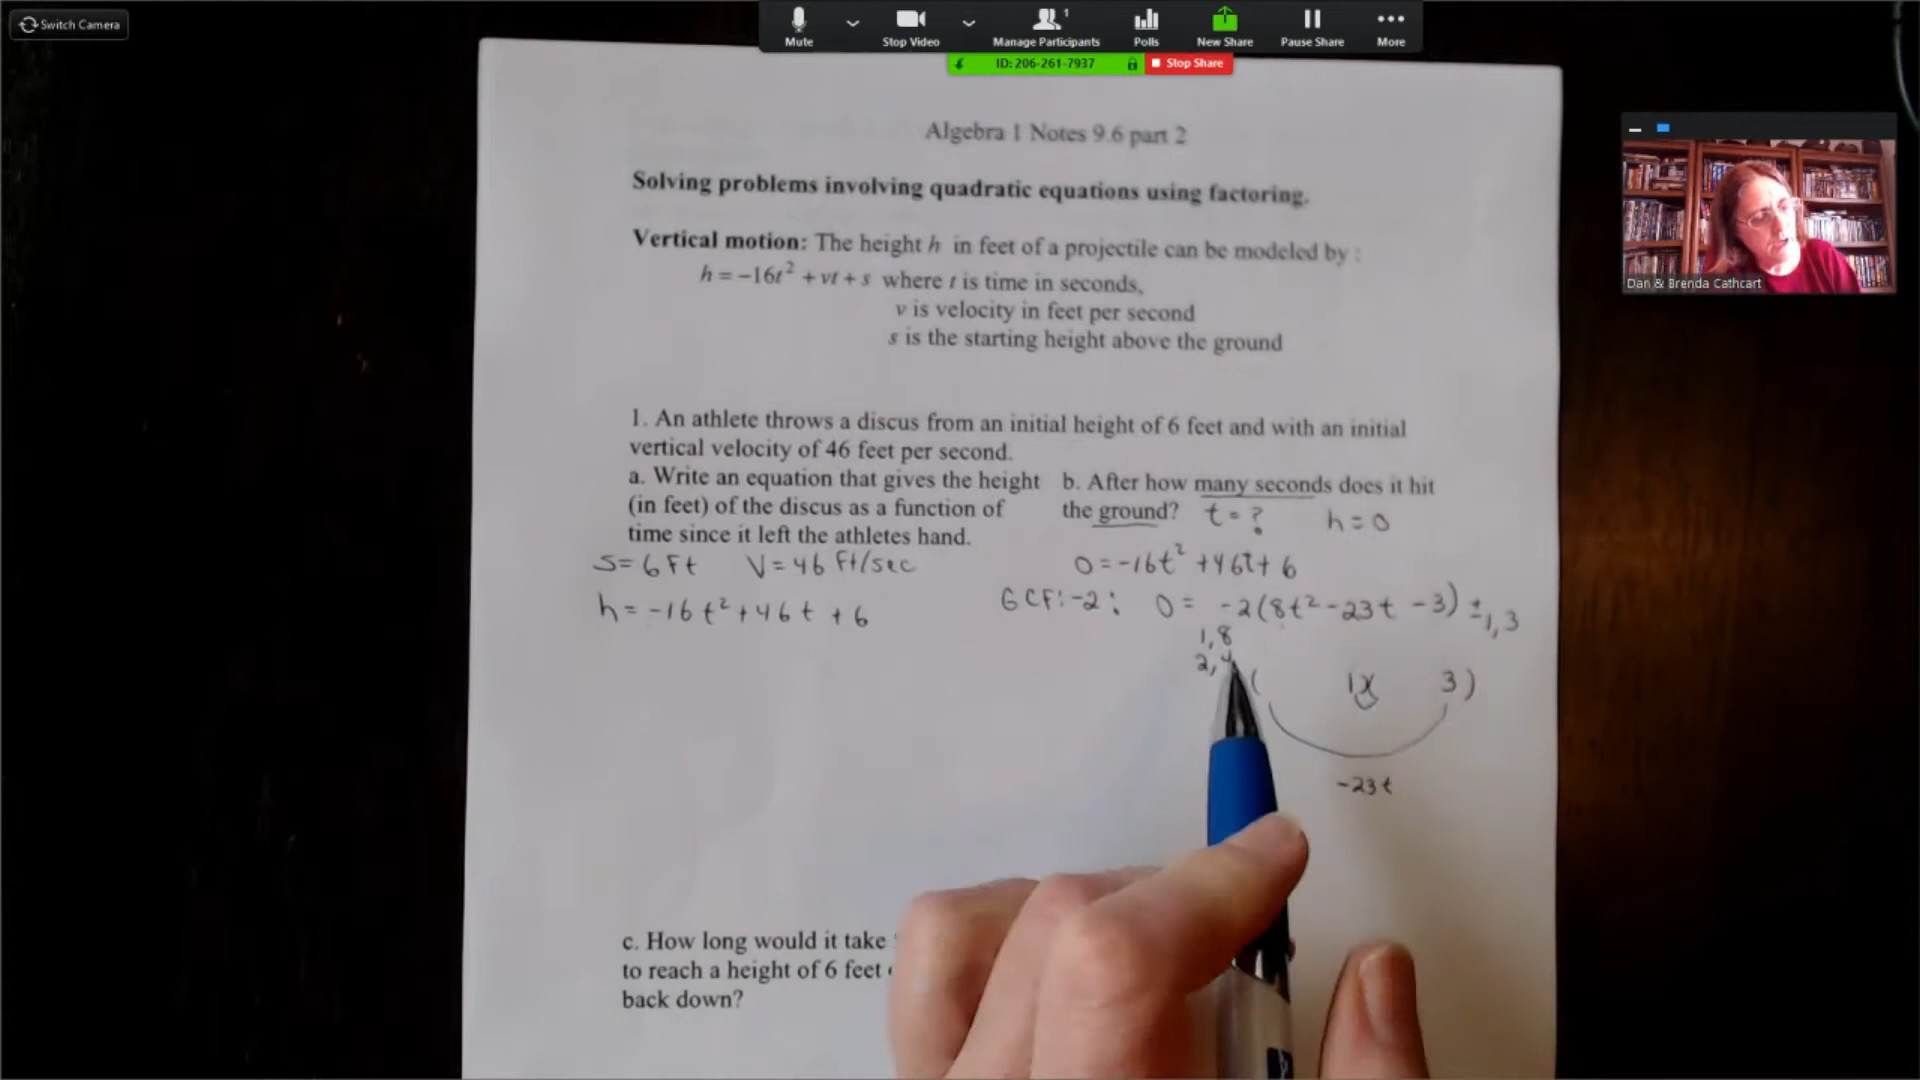 Switch Camera
Mute
Stop Video
Manage Participants
1
Polls
New Share
Pause Share
More
ID: 206-261-7937
Stop Share
Dan & Brenda Cathcart
Algebra 1 Notes 9.6 part 2
Solving problems involving quadratic equations using factoring.
Vertical motion: The height h in feet of a projectile can be modeled by :
h = −16t² + vt + s where t is time in seconds,
v is velocity in feet per second
s is the starting height above the ground
1. An athlete throws a discus from an initial height of 6 feet and with an initial
vertical velocity of 46 feet per second.
a. Write an equation that gives the height
(in feet) of the discus as a function of
time since it left the athletes hand.
S=6Ft V=46 Ft/sec
h= -16t²+46t +6
b. After how many seconds does it hit
the ground? t=? h=0
0=-16t²+46t+6
GCF:-2: 0= -2(8t²-23t -3) ±1,3
1,8
2,4
( 1)( 3)
-23t
c. How long would it take
to reach a height of 6 feet
back down?